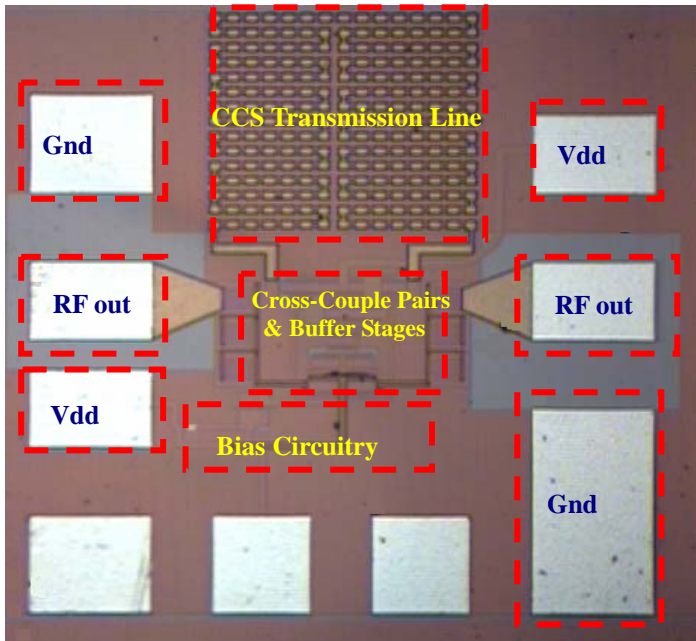 CCS Transmission Line
Gnd
Vdd
RF out
Cross-Couple Pairs
& Buffer Stages
RF out
Vdd
Bias Circuitry
Gnd